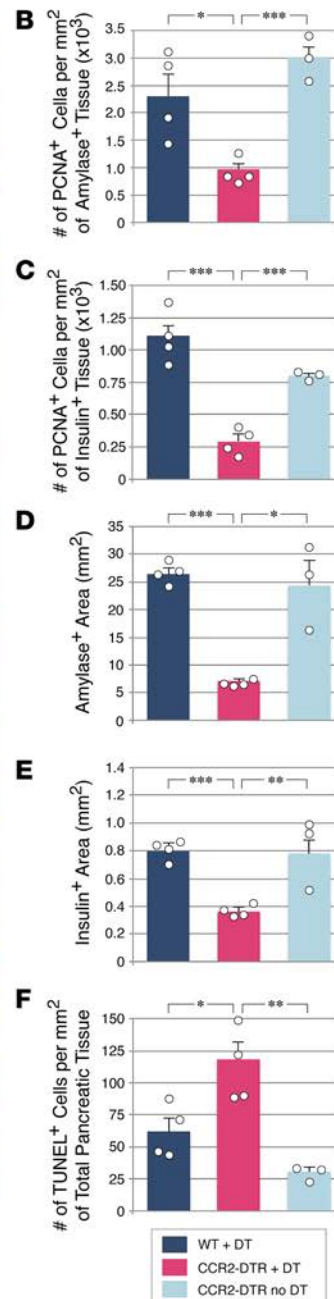 B
# of PCNA+ Cella per mm2
of Amylase+ Tissue (x103)
* ***
3.5
3.0
2.5
2.0
1.5
1.0
0.5
0
C
# of PCNA+ Cella per mm2
of Insulin+ Tissue (x103)
*** ***
1.50
1.25
1.00
0.75
0.50
0.25
0
D
Amylase+ Area (mm2)
*** *
35
30
25
20
15
10
5
0
E
Insulin+ Area (mm2)
*** **
1.4
1.2
1.0
0.8
0.6
0.4
0.2
0
F
# of TUNEL+ Cells per mm2
of Total Pancreatic Tissue
* **
150
125
100
75
50
25
0
WT + DT
CCR2-DTR + DT
CCR2-DTR no DT